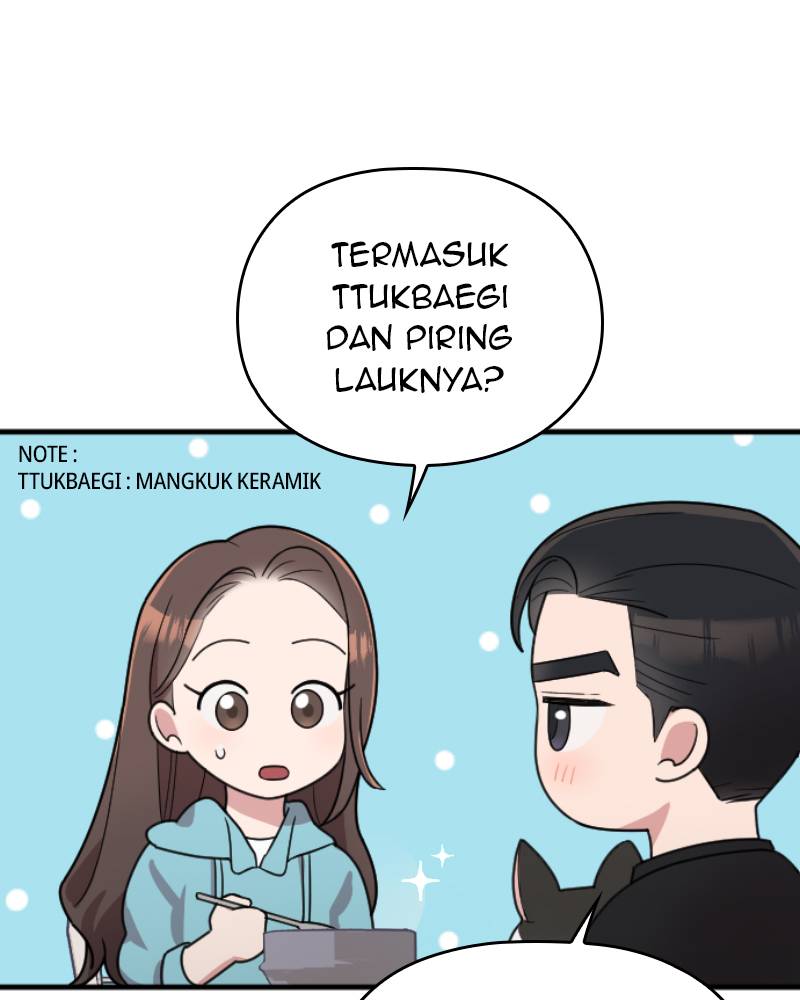 TERMASUK
TTUKBAEGI
DAN PIRING
LAUKNYA?
NOTE :
TTUKBAEGI : MANGKUK KERAMIK